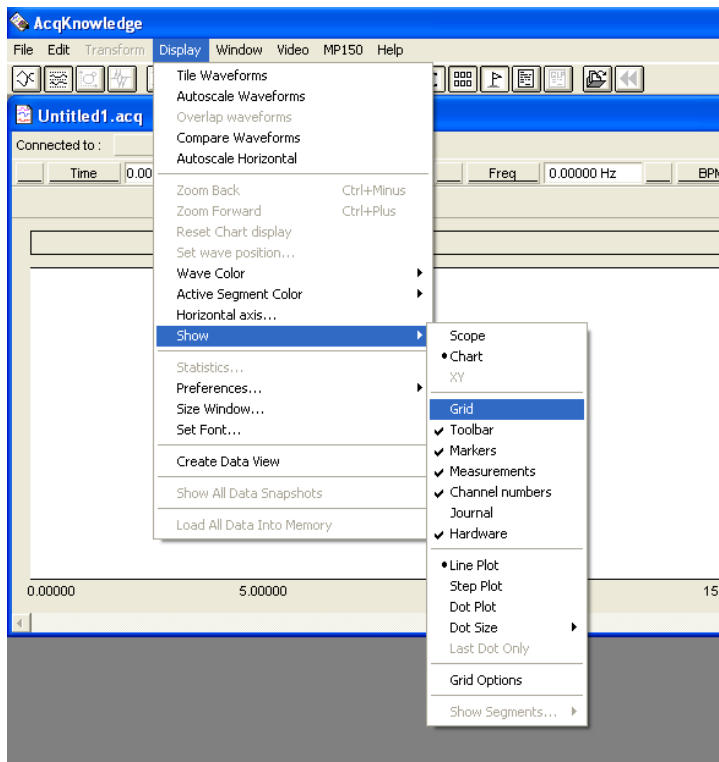 AcqKnowledge
File Edit Transform Display Window Video MP150 Help
Untitled1.acq
Connected to :
Time 0.00 Freq 0.00000 Hz BPM
Tile Waveforms
Autoscale Waveforms
Overlap waveforms
Compare Waveforms
Autoscale Horizontal
Zoom Back Ctrl+Minus
Zoom Forward Ctrl+Plus
Reset Chart display
Set wave position...
Wave Color
Active Segment Color
Horizontal axis...
Show
Statistics...
Preferences...
Size Window...
Set Font...
Create Data View
Show All Data Snapshots
Load All Data Into Memory
Scope
Chart
XY
Grid
Toolbar
Markers
Measurements
Channel numbers
Journal
Hardware
Line Plot
Step Plot
Dot Plot
Dot Size
Last Dot Only
Grid Options
Show Segments...
0.00000 5.00000 15